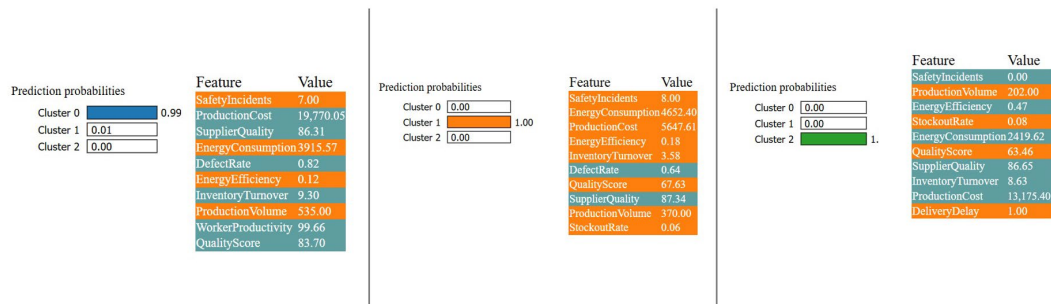 Prediction probabilities
Cluster 0 0.99
Cluster 1 0.01
Cluster 2 0.00
Feature Value
SafetyIncidents 7.00
ProductionCost 19,770.05
SupplierQuality 86.31
EnergyConsumption 3915.57
DefectRate 0.82
EnergyEfficiency 0.12
InventoryTurnover 9.30
ProductionVolume 535.00
WorkerProductivity 99.66
QualityScore 83.70
Prediction probabilities
Cluster 0 0.00
Cluster 1 1.00
Cluster 2 0.00
Feature Value
SafetyIncidents 8.00
EnergyConsumption 4652.40
ProductionCost 5647.61
EnergyEfficiency 0.18
InventoryTurnover 3.58
DefectRate 0.64
QualityScore 67.63
SupplierQuality 87.34
ProductionVolume 370.00
StockoutRate 0.06
Prediction probabilities
Cluster 0 0.00
Cluster 1 0.00
Cluster 2 1.
Feature Value
SafetyIncidents 0.00
ProductionVolume 202.00
EnergyEfficiency 0.47
StockoutRate 0.08
EnergyConsumption 2419.62
QualityScore 63.46
SupplierQuality 86.65
InventoryTurnover 8.63
ProductionCost 13,175.40
DeliveryDelay 1.00